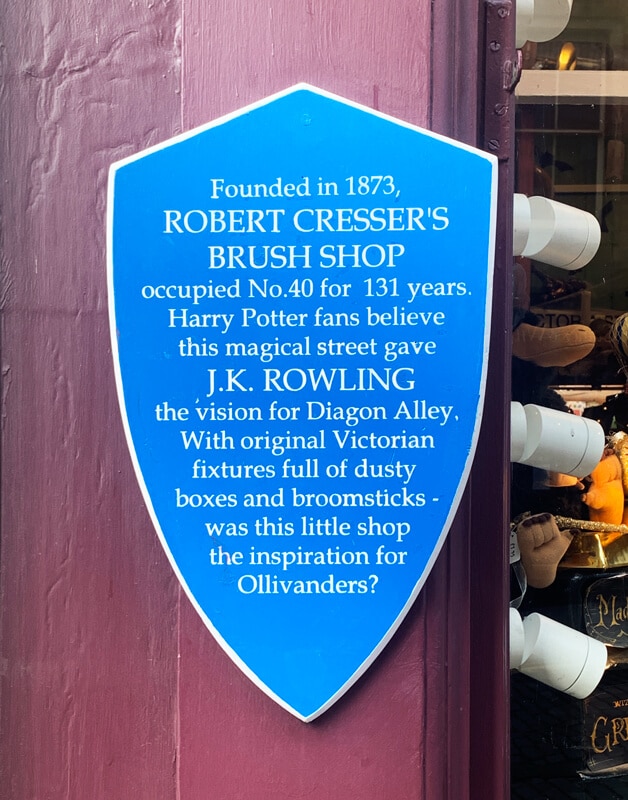 Founded in 1873,
ROBERT CRESSER'S
BRUSH SHOP
occupied No.40 for 131 years.
Harry Potter fans believe
this magical street gave
J.K. ROWLING
the vision for Diagon Alley.
With original Victorian
fixtures full of dusty
boxes and broomsticks -
was this little shop
the inspiration for
Ollivanders?